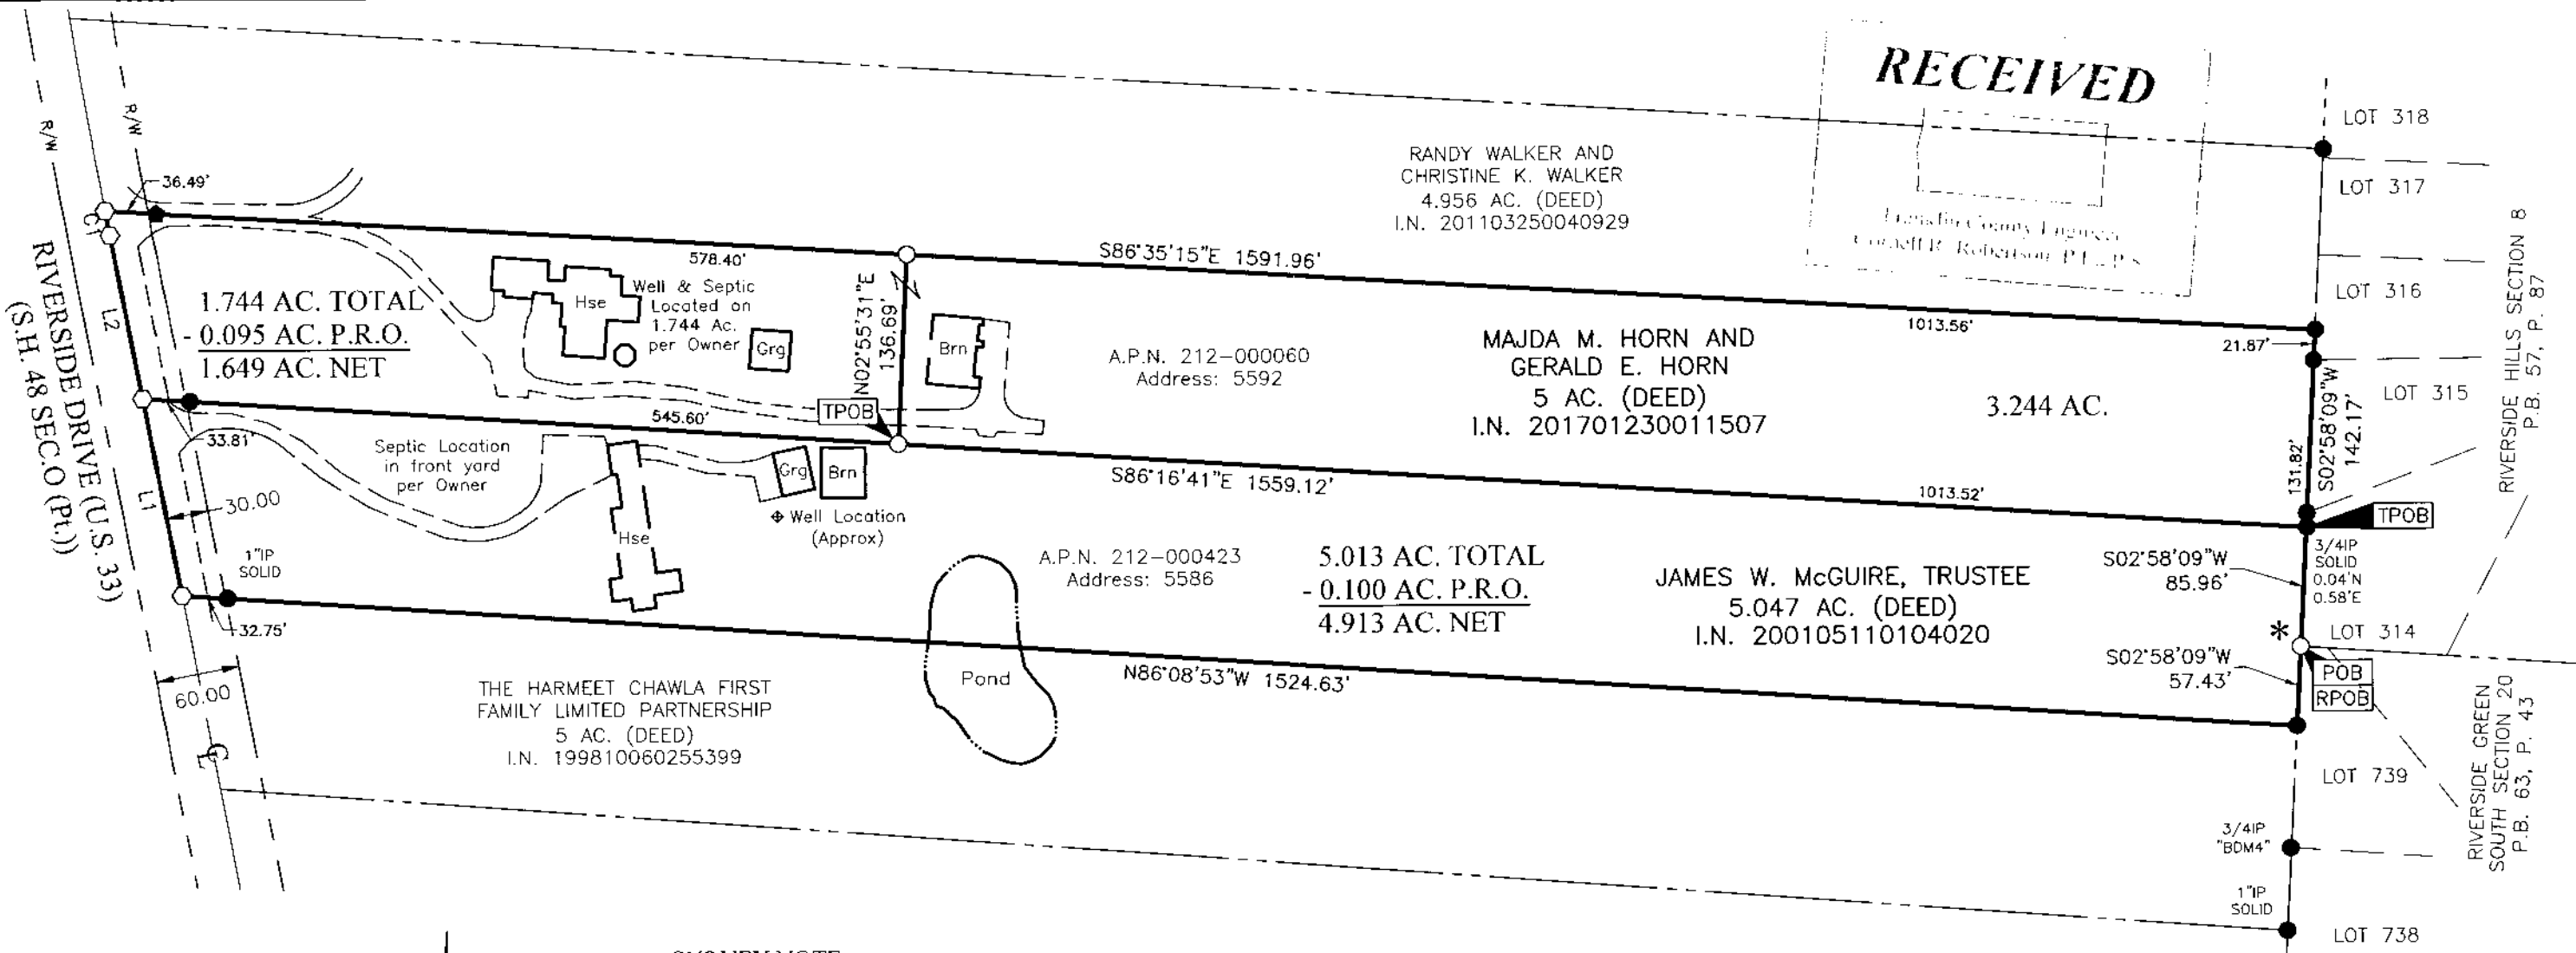 RECEIVED
Franklin County Engineer
Cornell R. Robertson, P.E., P.S.
R/W
R/W
36.49'
C1
L2
L1
RIVERSIDE DRIVE (U.S. 33)
(S.H. 48 SEC.O (Pt.))
1.744 AC. TOTAL
- 0.095 AC. P.R.O.
1.649 AC. NET
578.40'
Hse
Well & Septic
Located on
1.744 Ac.
per Owner
Grg
N02°55'31"E
136.69'
Brn
TPOB
545.60'
33.81'
Septic Location
in front yard
per Owner
30.00
1"IP
SOLID
32.75'
60.00
Hse
Grg
Brn
Well Location
(Approx)
RANDY WALKER AND
CHRISTINE K. WALKER
4.956 AC. (DEED)
I.N. 201103250040929
S86°35'15"E 1591.96'
1013.56'
A.P.N. 212-000060
Address: 5592
MAJDA M. HORN AND
GERALD E. HORN
5 AC. (DEED)
I.N. 201701230011507
3.244 AC.
21.87'
131.82'
S02°58'09"W
142.17'
S86°16'41"E 1559.12'
1013.52'
TPOB
A.P.N. 212-000423
Address: 5586
5.013 AC. TOTAL
- 0.100 AC. P.R.O.
4.913 AC. NET
JAMES W. McGUIRE, TRUSTEE
5.047 AC. (DEED)
I.N. 200105110104020
S02°58'09"W
85.96'
3/4IP
SOLID
0.04'N
0.58'E
*
S02°58'09"W
57.43'
POB
RPOB
Pond
N86°08'53"W 1524.63'
THE HARMEET CHAWLA FIRST
FAMILY LIMITED PARTNERSHIP
5 AC. (DEED)
I.N. 199810060255399
CL
LOT 318
LOT 317
LOT 316
LOT 315
LOT 314
LOT 739
LOT 738
RIVERSIDE HILLS SECTION 8
P.B. 57, P. 87
RIVERSIDE GREEN
SOUTH SECTION 20
P.B. 63, P. 43
3/4IP
"BDM4"
1"IP
SOLID